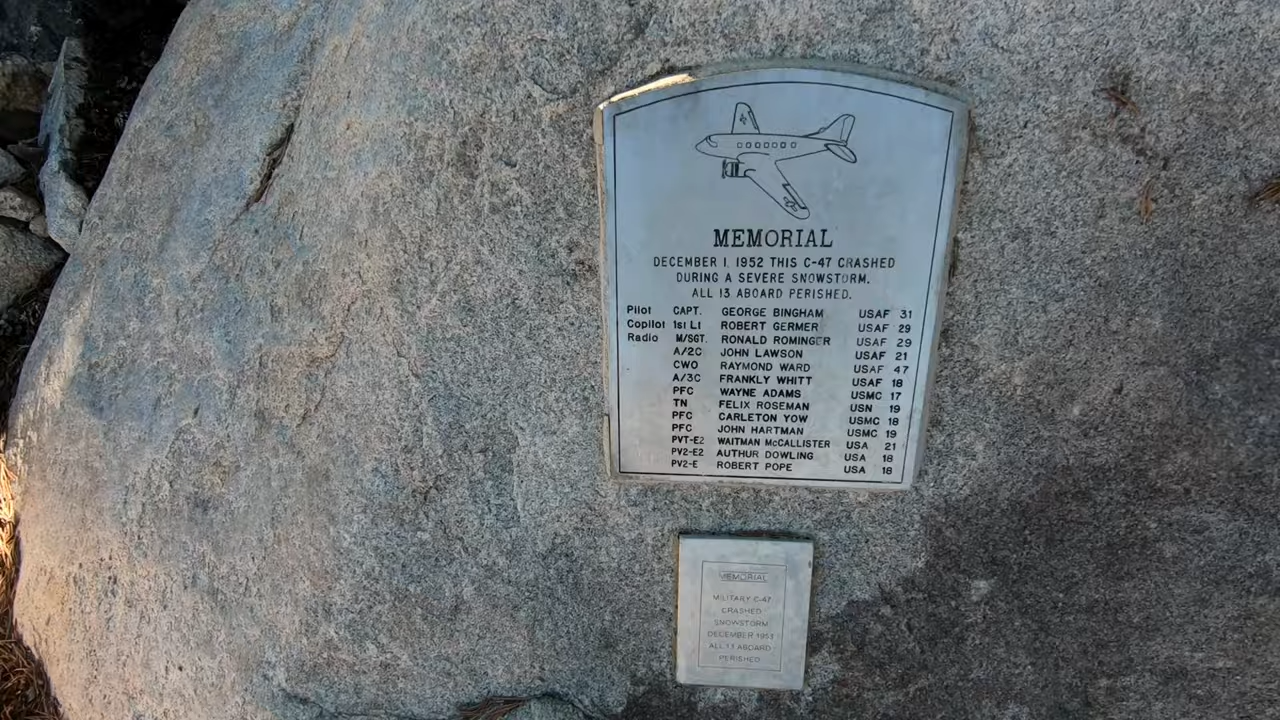 MEMORIAL
DECEMBER 1, 1952 THIS C-47 CRASHED
DURING A SEVERE SNOWSTORM.
ALL 13 ABOARD PERISHED.
Pilot CAPT. GEORGE BINGHAM USAF 31
Copilot 1st Lt ROBERT GERMER USAF 29
Radio M/SGT. RONALD ROMINGER USAF 29
A/2C JOHN LAWSON USAF 21
CWO RAYMOND WARD USAF 47
A/3C FRANKLY WHITT USAF 18
PFC WAYNE ADAMS USMC 17
TN FELIX ROSEMAN USN 19
PFC CARLETON YOW USMC 18
PFC JOHN HARTMAN USMC 19
PVT-E2 WAITMAN McCALLISTER USA 21
PV2-E2 AUTHUR DOWLING USA 18
PV2-E ROBERT POPE USA 18
MEMORIAL
MILITARY C-47
CRASHED
SNOWSTORM
DECEMBER 1953
ALL 13 ABOARD
PERISHED